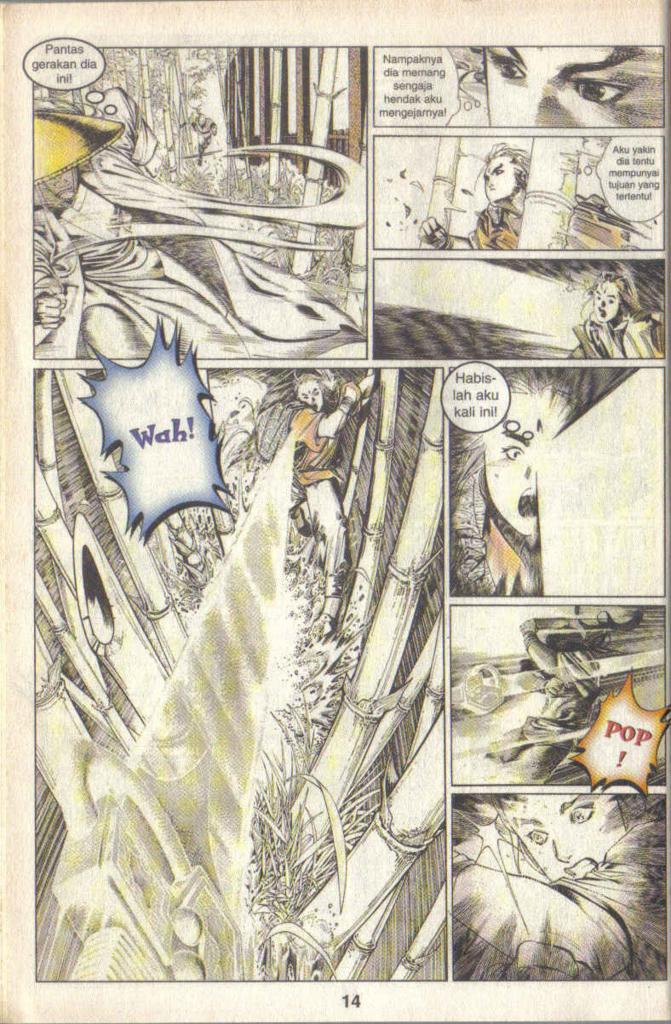 Pantas
gerakan dia
ini!
Nampaknya
dia memang
sengaja
hendak aku
mengejarnya!
Aku yakin
dia tentu
mempunyai
tujuan yang
tertentu!
Wah!
Habis-
lah aku
kali ini!
POP
!
14